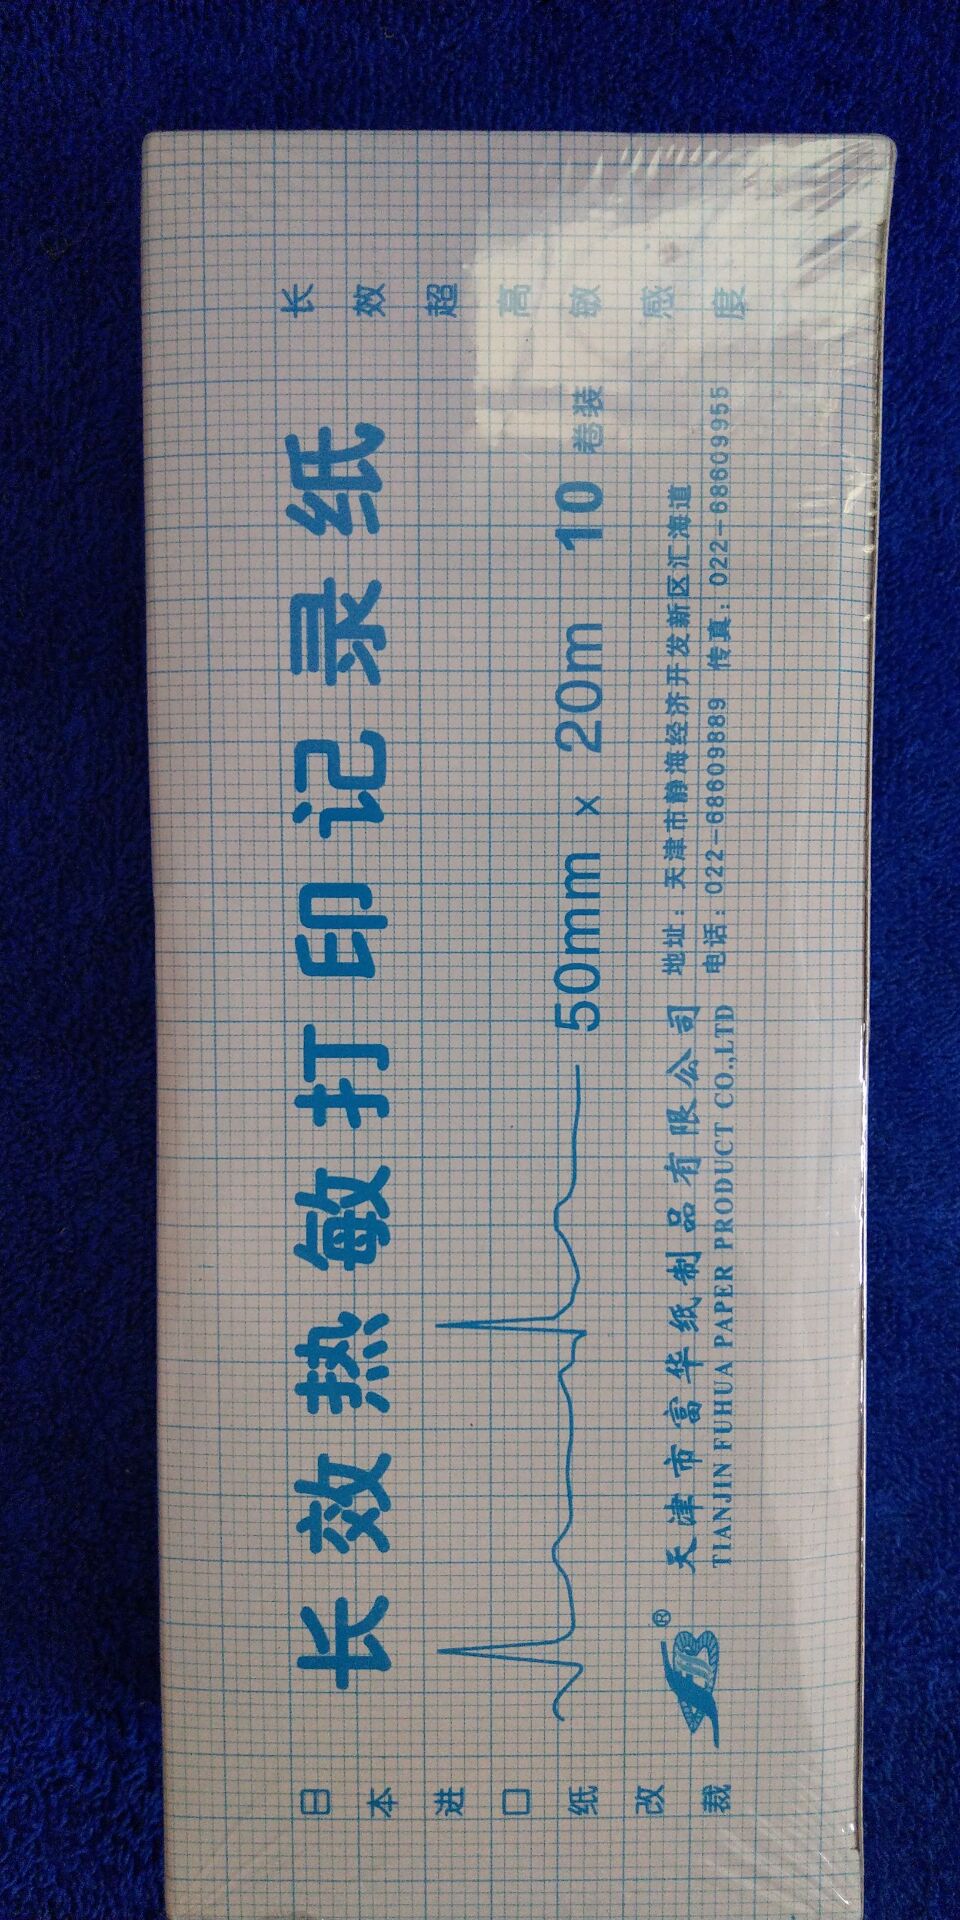 日本进口纸改裁
长效热敏打印记录纸
长效超高敏感度
50mm x 20m 10 卷装
天津市富华纸制品有限公司
TIANJIN FUHUA PAPER PRODUCT CO.,LTD
地址：天津市静海经济开发新区汇海道
电话：022-68609889 传真：022-68609955